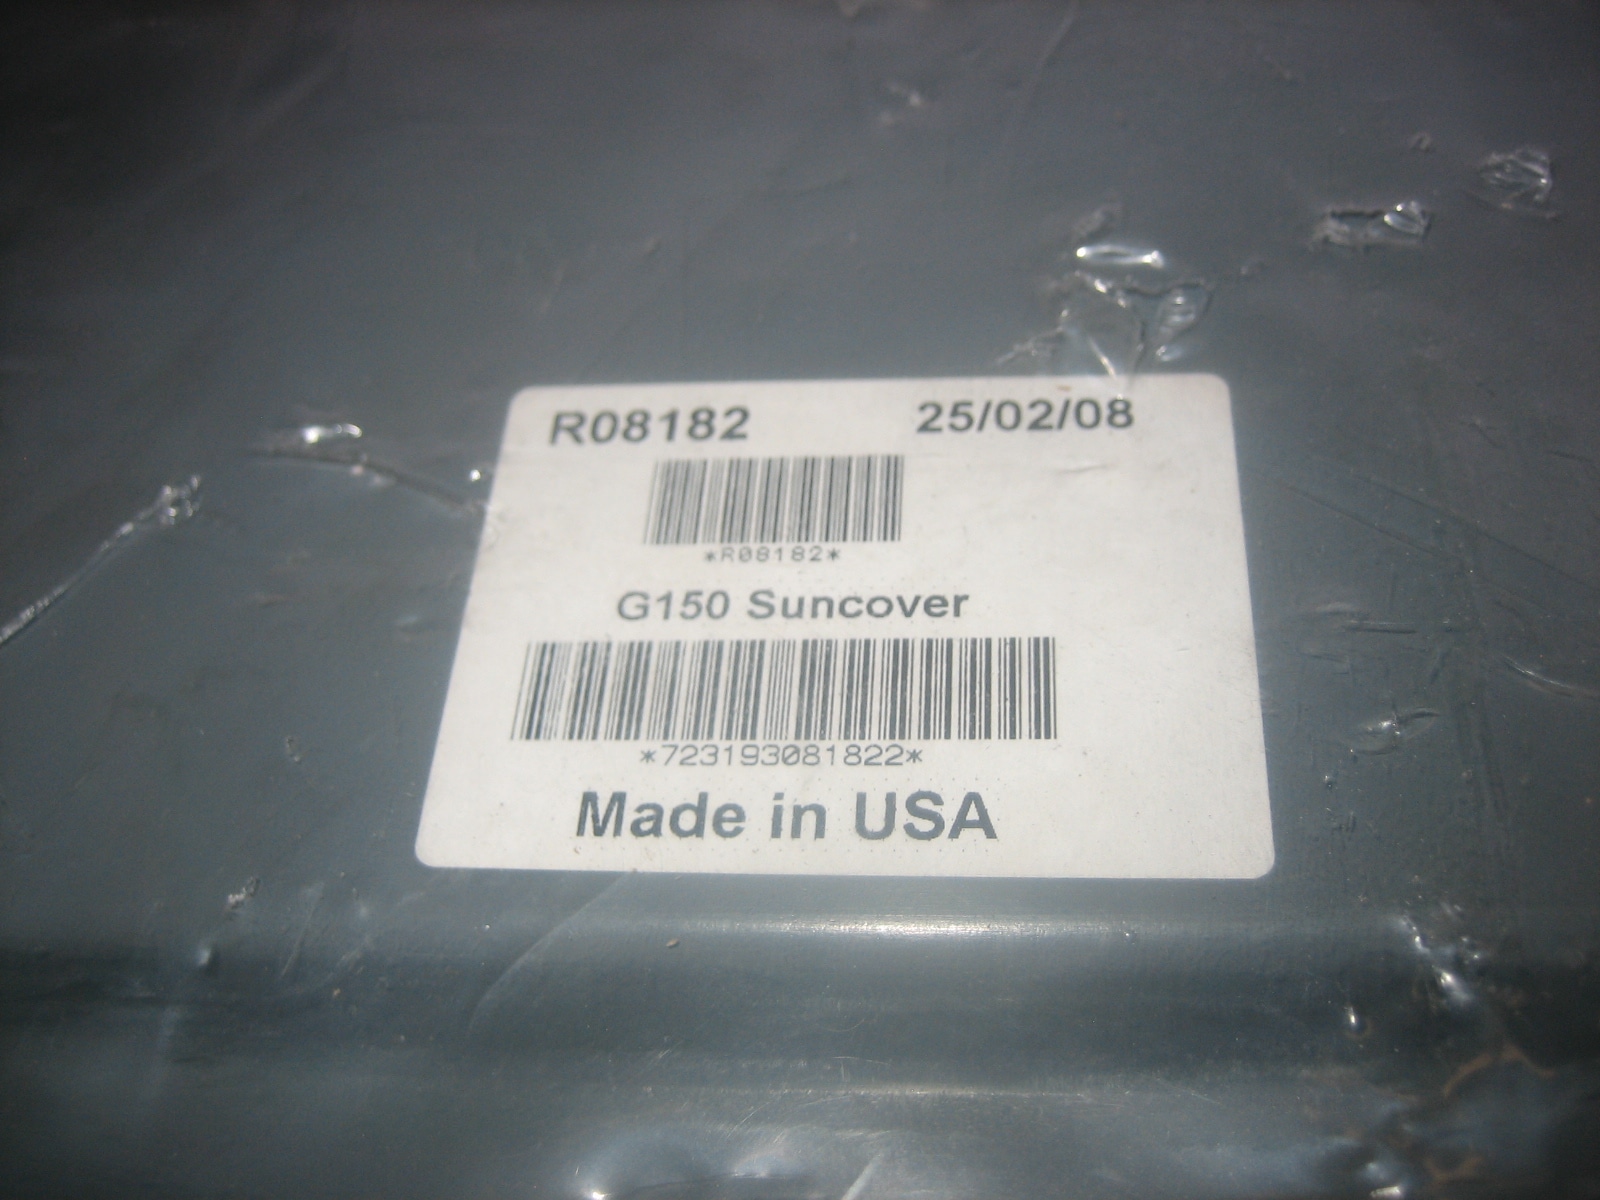 R08182 25/02/08
*R08182*
G150 Suncover
*723193081822*
Made in USA